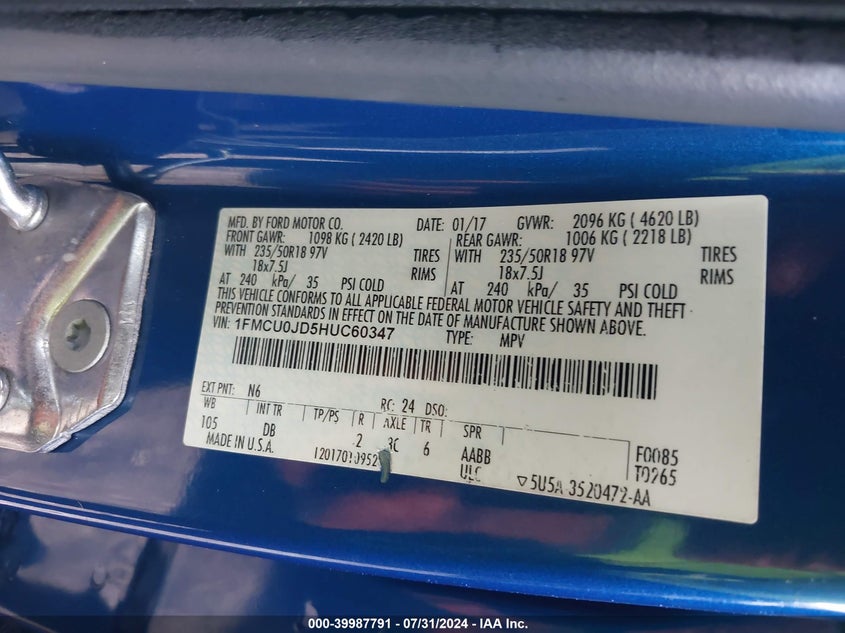 MFD. BY FORD MOTOR CO. DATE: 01/17 GVWR: 2096 KG ( 4620 LB)
FRONT GAWR: 1098 KG ( 2420 LB) REAR GAWR: 1006 KG ( 2218 LB)
WITH 235/50R18 97V TIRES WITH 235/50R18 97V TIRES
18x7.5J RIMS 18x7.5J RIMS
AT 240 kPa/ 35 PSI COLD AT 240 kPa/ 35 PSI COLD
THIS VEHICLE CONFORMS TO ALL APPLICABLE FEDERAL MOTOR VEHICLE SAFETY AND THEFT
PREVENTION STANDARDS IN EFFECT ON THE DATE OF MANUFACTURE SHOWN ABOVE.
VIN: 1FMCU0JD5HUC60347 TYPE: MPV
EXT PNT: N6 RC: 24 DSO:
WB INT TR TP/PS R AXLE TR SPR
105 DB 2 3C 6 AABB F0085
MADE IN U.S.A. ULC T0265
▽5U5A 3520472-AA
000-39987791 - 07/31/2024 - IAA Inc.